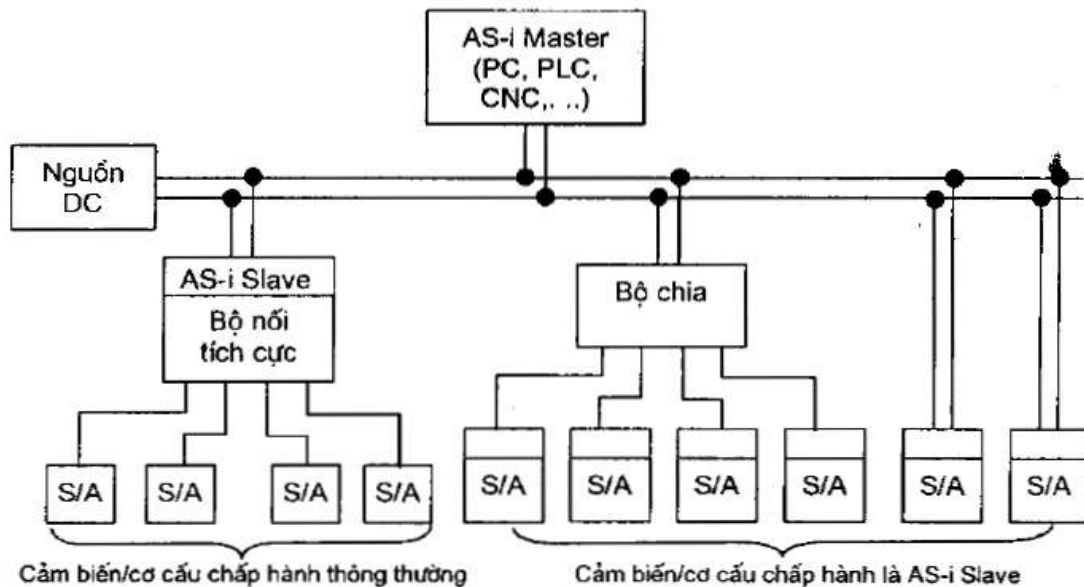 AS-i Master
(PC, PLC,
CNC,. ..)
Nguồn
DC
AS-i Slave
Bộ nối
tích cực
Bộ chia
S/A
S/A
S/A
S/A
S/A
S/A
S/A
S/A
S/A
S/A
Cảm biến/cơ cấu chấp hành thông thường
Cảm biến/cơ cấu chấp hành là AS-i Slave